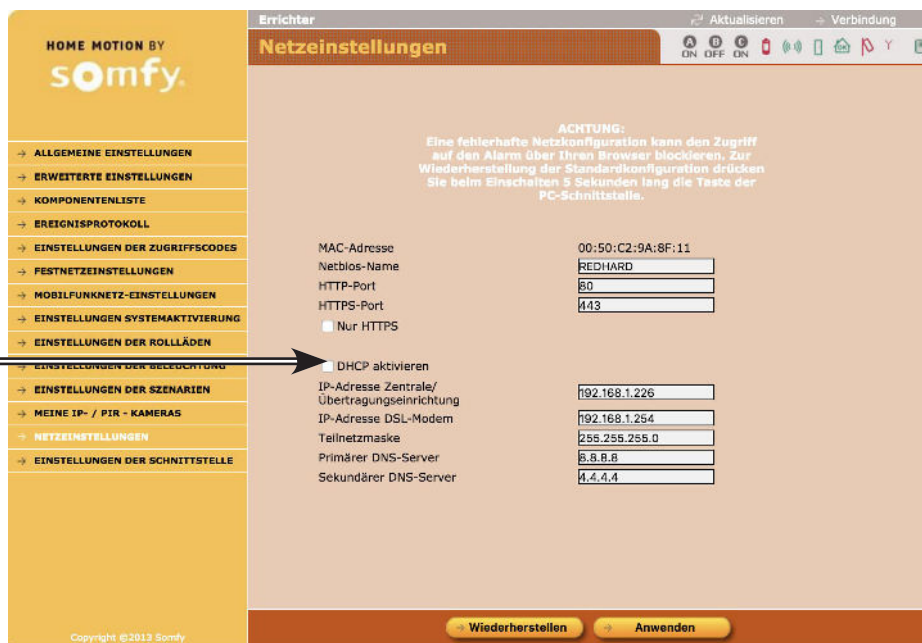 Errichter
Aktualisieren
Verbindung
HOME MOTION BY
somfy.
Netzeinstellungen
A ON
B OFF
C ON
ACHTUNG:
Eine fehlerhafte Netzkonfiguration kann den Zugriff
auf den Alarm über Ihren Browser blockieren. Zur
Wiederherstellung der Standardkonfiguration drücken
Sie beim Einschalten 5 Sekunden lang die Taste der
PC-Schnittstelle.
ALLGEMEINE EINSTELLUNGEN
ERWEITERTE EINSTELLUNGEN
KOMPONENTENLISTE
EREIGNISPROTOKOLL
EINSTELLUNGEN DER ZUGRIFFSCODES
FESTNETZEINSTELLUNGEN
MOBILFUNKNETZ-EINSTELLUNGEN
EINSTELLUNGEN SYSTEMAKTIVIERUNG
EINSTELLUNGEN DER ROLLLÄDEN
EINSTELLUNGEN DER BELEUCHTUNG
EINSTELLUNGEN DER SZENARIEN
MEINE IP- / PIR - KAMERAS
NETZEINSTELLUNGEN
EINSTELLUNGEN DER SCHNITTSTELLE
MAC-Adresse 00:50:C2:9A:8F:11
Netbios-Name REDHARD
HTTP-Port 80
HTTPS-Port 443
Nur HTTPS
DHCP aktivieren
IP-Adresse Zentrale/
Übertragungseinrichtung 192.168.1.226
IP-Adresse DSL-Modem 192.168.1.254
Teilnetzmaske 255.255.255.0
Primärer DNS-Server 8.8.8.8
Sekundärer DNS-Server 4.4.4.4
Wiederherstellen
Anwenden
Copyright ©2013 Somfy